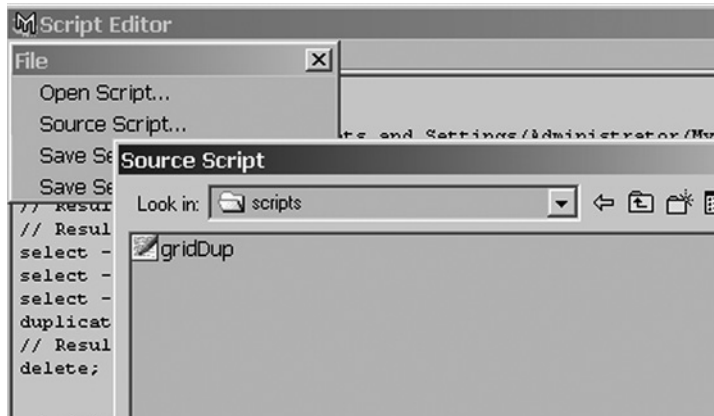 Script Editor
File
Open Script...
Source Script...
ts and Settings/Administrator/My
Save Se
Source Script
Save Se
Look in: scripts
// Resul
// Resul
gridDup
select -
select -
select -
duplicat
// Resul
delete;